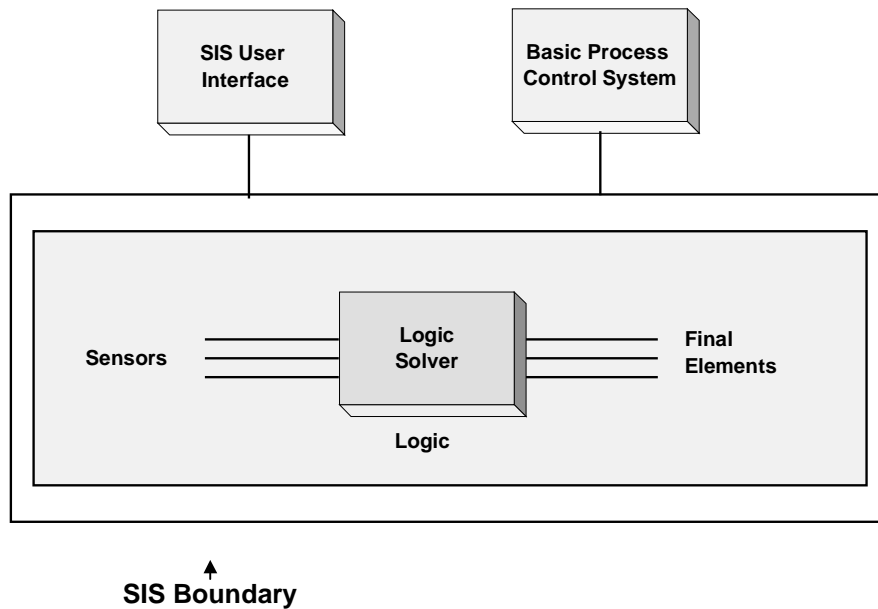 SIS User
Interface
Basic Process
Control System
Sensors
Logic
Solver
Final
Elements
Logic
SIS Boundary